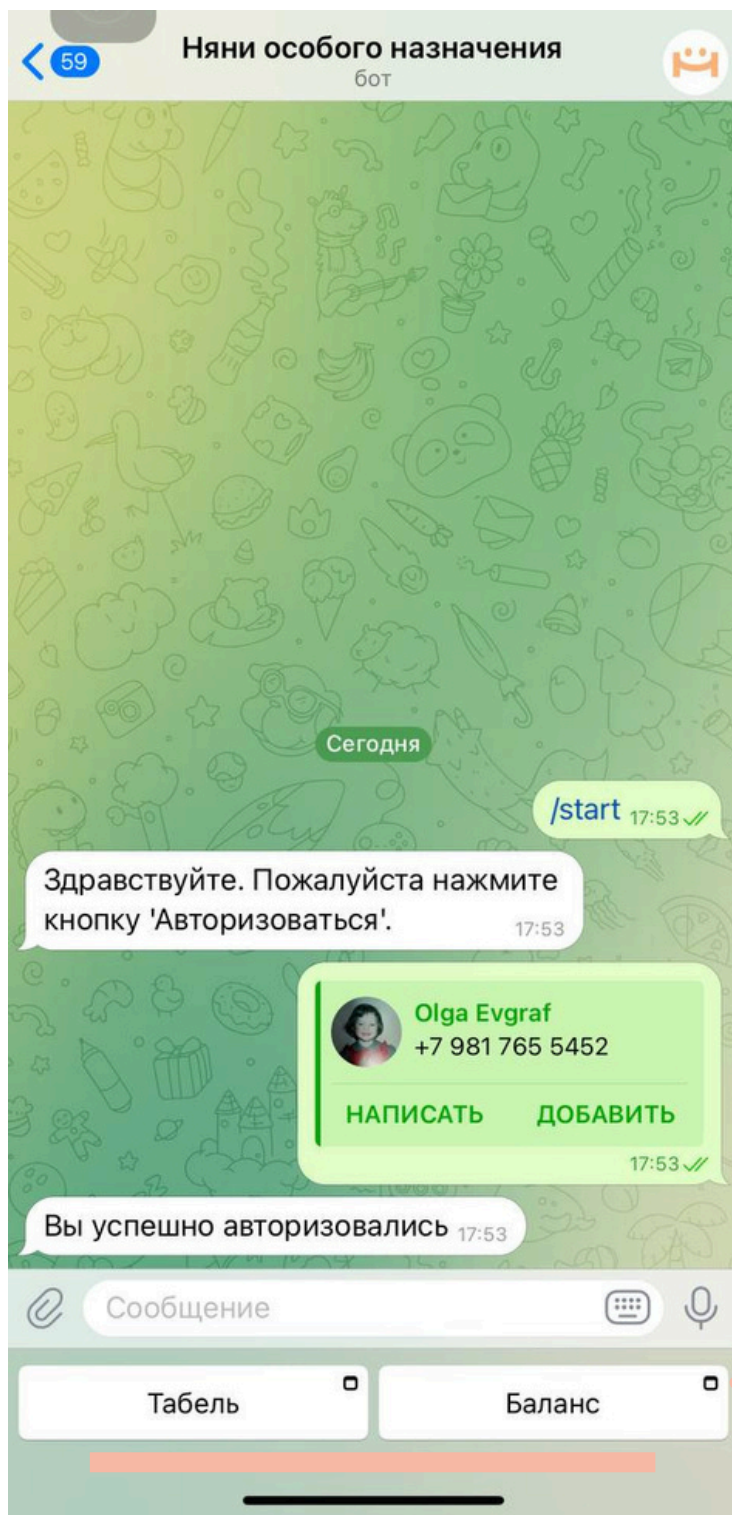 59
Няни особого назначения
бот
Сегодня
/start 17:53
Здравствуйте. Пожалуйста нажмите
кнопку 'Авторизоваться'. 17:53
Olga Evgraf
+7 981 765 5452
НАПИСАТЬ ДОБАВИТЬ
17:53
Вы успешно авторизовались 17:53
Сообщение
Табель Баланс